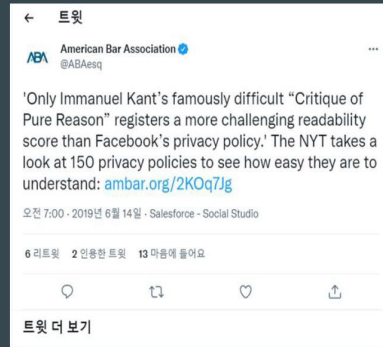 ← 트윗
ABA American Bar Association
@ABAesq
'Only Immanuel Kant's famously difficult “Critique of
Pure Reason” registers a more challenging readability
score than Facebook's privacy policy.' The NYT takes a
look at 150 privacy policies to see how easy they are to
understand: ambar.org/2KOq7Jg
오전 7:00 · 2019년 6월 14일 · Salesforce - Social Studio
6 리트윗 2 인용한 트윗 13 마음에 들어요
트윗 더 보기